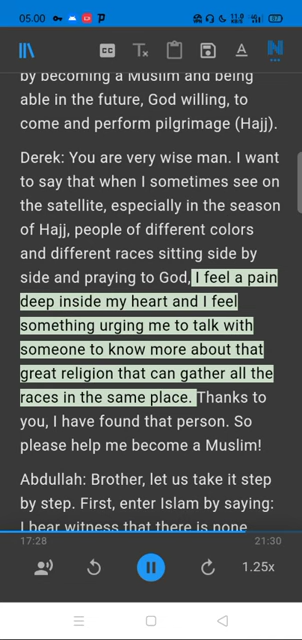 05.00
11.0
KB/s
4G
CC
by becoming a Muslim and being
able in the future, God willing, to
come and perform pilgrimage (Hajj).
Derek: You are very wise man. I want
to say that when I sometimes see on
the satellite, especially in the season
of Hajj, people of different colors
and different races sitting side by
side and praying to God, I feel a pain
deep inside my heart and I feel
something urging me to talk with
someone to know more about that
great religion that can gather all the
races in the same place. Thanks to
you, I have found that person. So
please help me become a Muslim!
Abdullah: Brother, let us take it step
by step. First, enter Islam by saying:
I bear witness that there is none
17:28
21:30
1.25x